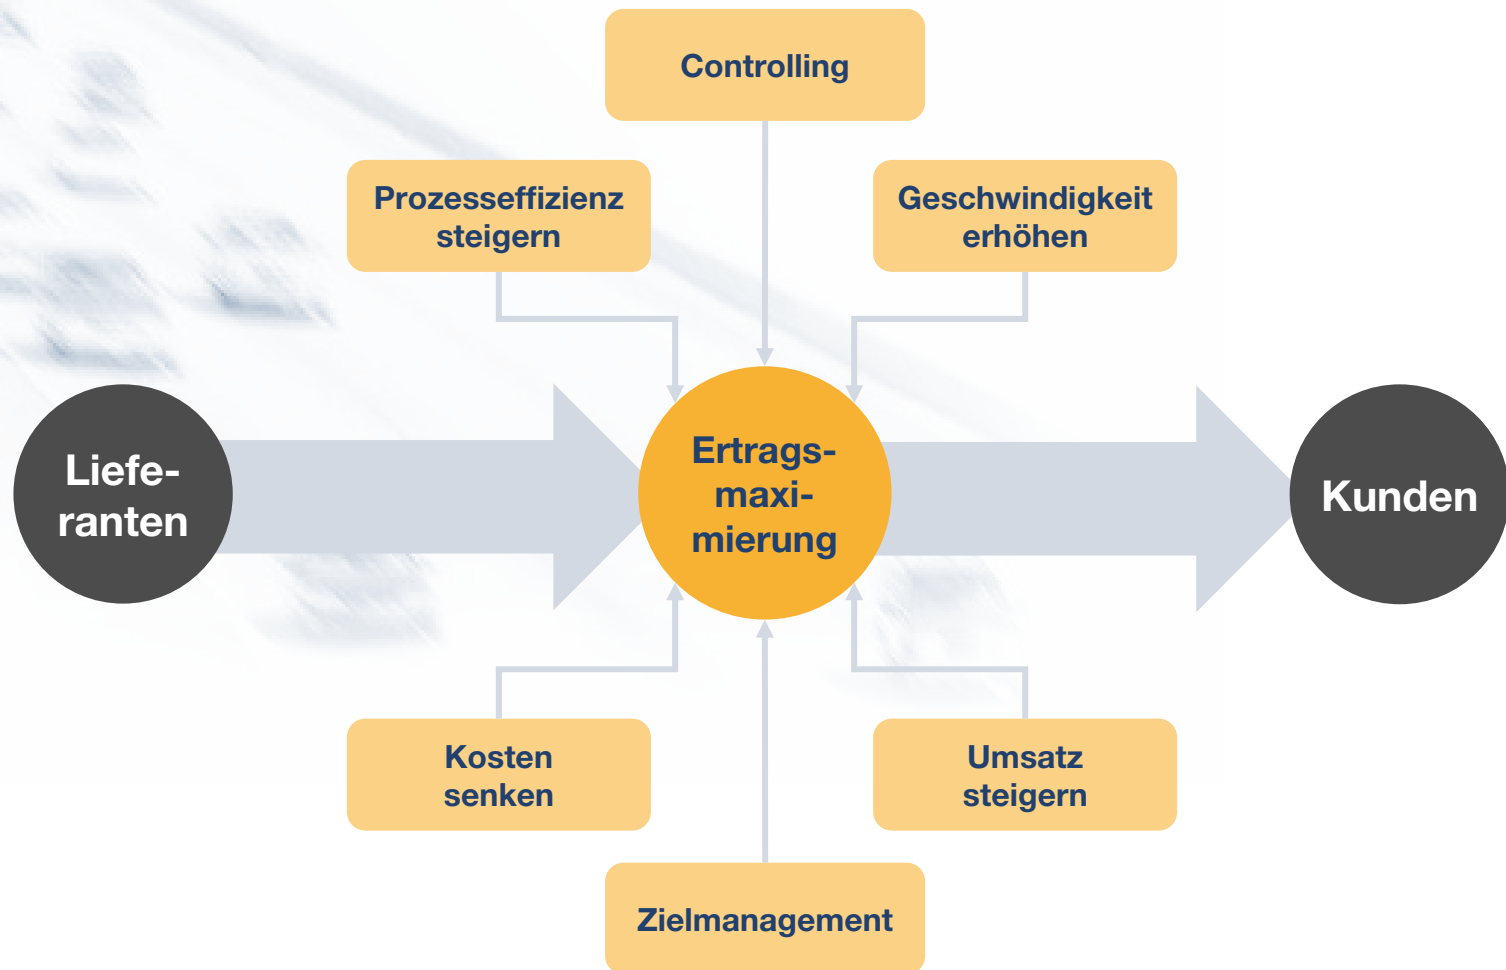 Controlling
Prozesseffizienz
steigern
Geschwindigkeit
erhöhen
Liefe-
ranten
Ertrags-
maxi-
mierung
Kunden
Kosten
senken
Umsatz
steigern
Zielmanagement